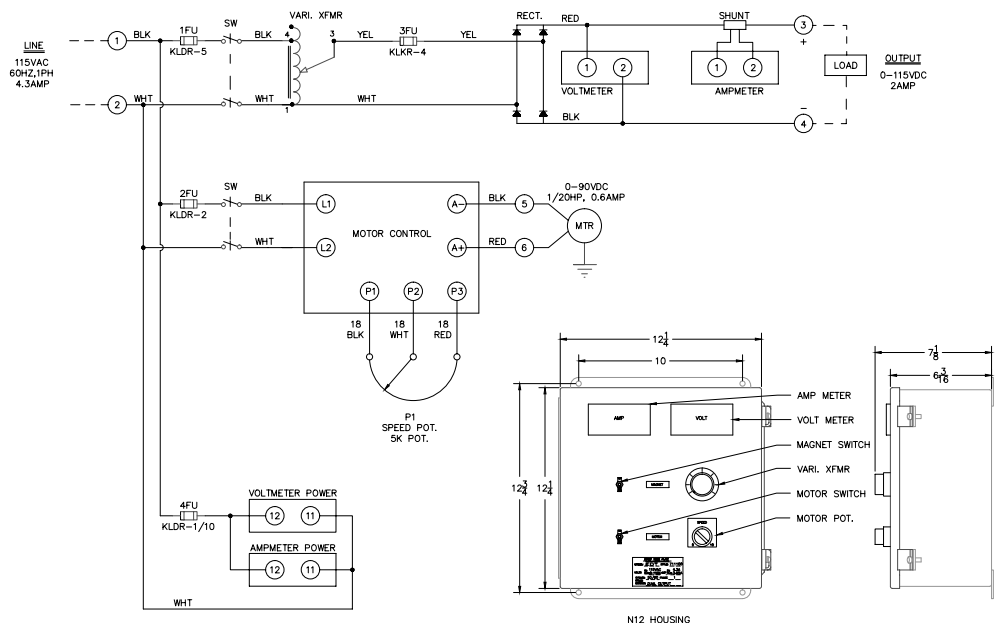 VARI. XFMR
RECT.
RED
SHUNT
3
+
LINE
115VAC
60HZ,1PH
4.3AMP
1
BLK
1FU
KLDR-5
SW
BLK
4
3
YEL
3FU
KLKR-4
YEL
1
2
VOLTMETER
1
2
AMPMETER
LOAD
OUTPUT
0-115VDC
2AMP
2
WHT
WHT
1
WHT
BLK
-
4
2FU
KLDR-2
SW
BLK
L1
WHT
L2
MOTOR CONTROL
A-
BLK
5
A+
RED
6
0-90VDC
1/20HP, 0.6AMP
MTR
P1
P2
P3
18
BLK
18
WHT
18
RED
P1
SPEED POT.
5K POT.
4FU
KLDR-1/10
VOLTMETER POWER
12
11
AMPMETER POWER
12
11
WHT
12 1/4
10
7 1/8
6 3/16
12 3/4
12 1/4
AMP
VOLT
MAGNET
MOTOR
SPEED
AMP METER
VOLT METER
MAGNET SWITCH
VARI. XFMR
MOTOR SWITCH
MOTOR POT.
N12 HOUSING